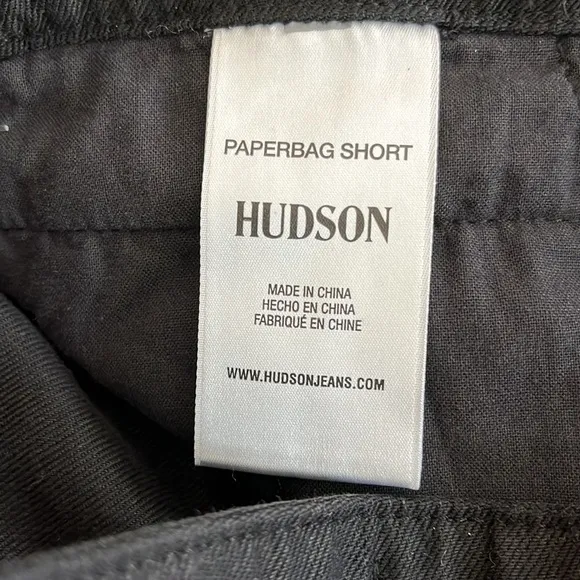 PAPERBAG SHORT
HUDSON
MADE IN CHINA
HECHO EN CHINA
FABRIQUÉ EN CHINE
WWW.HUDSONJEANS.COM